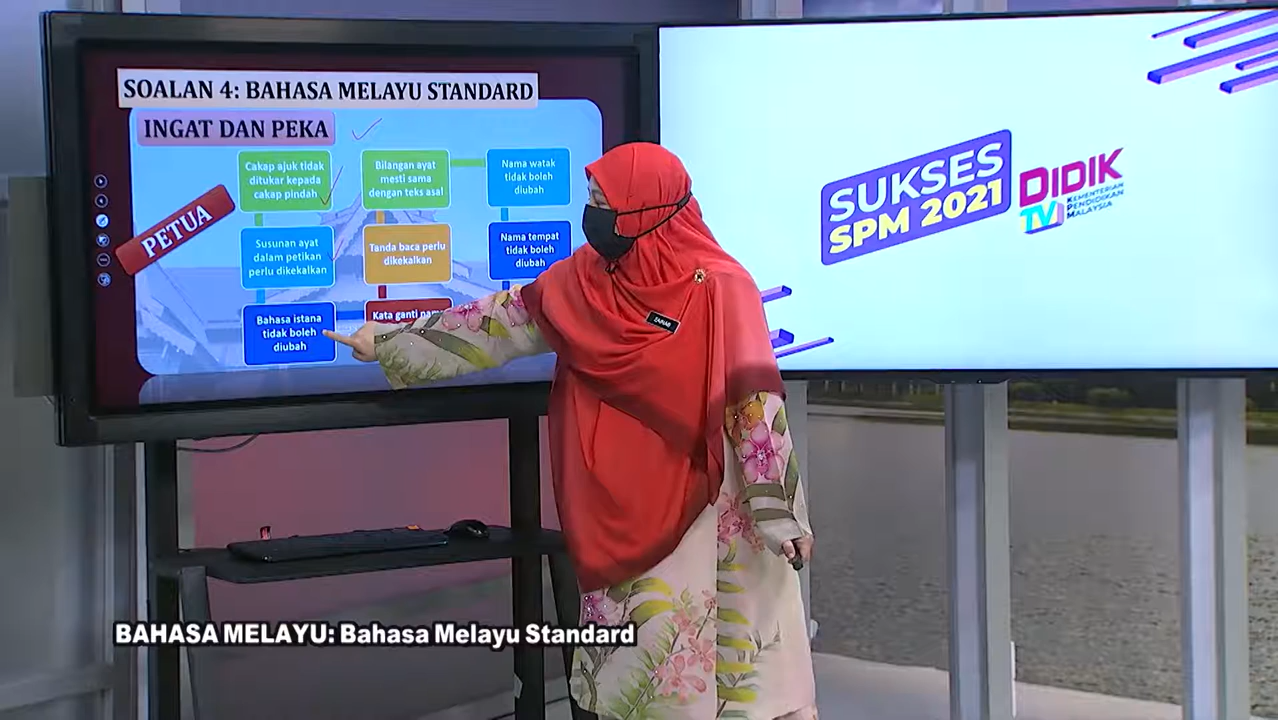 SOALAN 4: BAHASA MELAYU STANDARD
INGAT DAN PEKA
PETUA
Cakap ajuk tidak
ditukar kepada
cakap pindah
Bilangan ayat
mesti sama
dengan teks asal
Nama watak
tidak boleh
diubah
Susunan ayat
dalam petikan
perlu dikekalkan
Tanda baca perlu
dikekalkan
Nama tempat
tidak boleh
diubah
Bahasa istana
tidak boleh
diubah
Kata ganti nama
SUKSES
SPM 2021
DIDIK
TV
KEMENTERIAN
PENDIDIKAN
MALAYSIA
ZAINAB
BAHASA MELAYU: Bahasa Melayu Standard